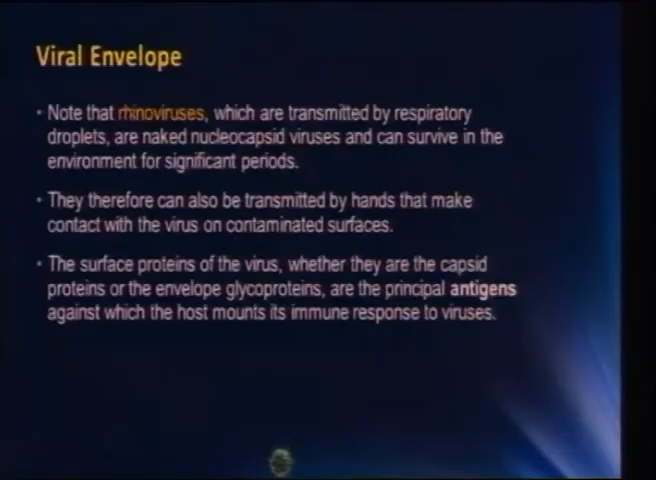 Viral Envelope
• Note that rhinoviruses, which are transmitted by respiratory
droplets, are naked nucleocapsid viruses and can survive in the
environment for significant periods.
• They therefore can also be transmitted by hands that make
contact with the virus on contaminated surfaces.
• The surface proteins of the virus, whether they are the capsid
proteins or the envelope glycoproteins, are the principal antigens
against which the host mounts its immune response to viruses.